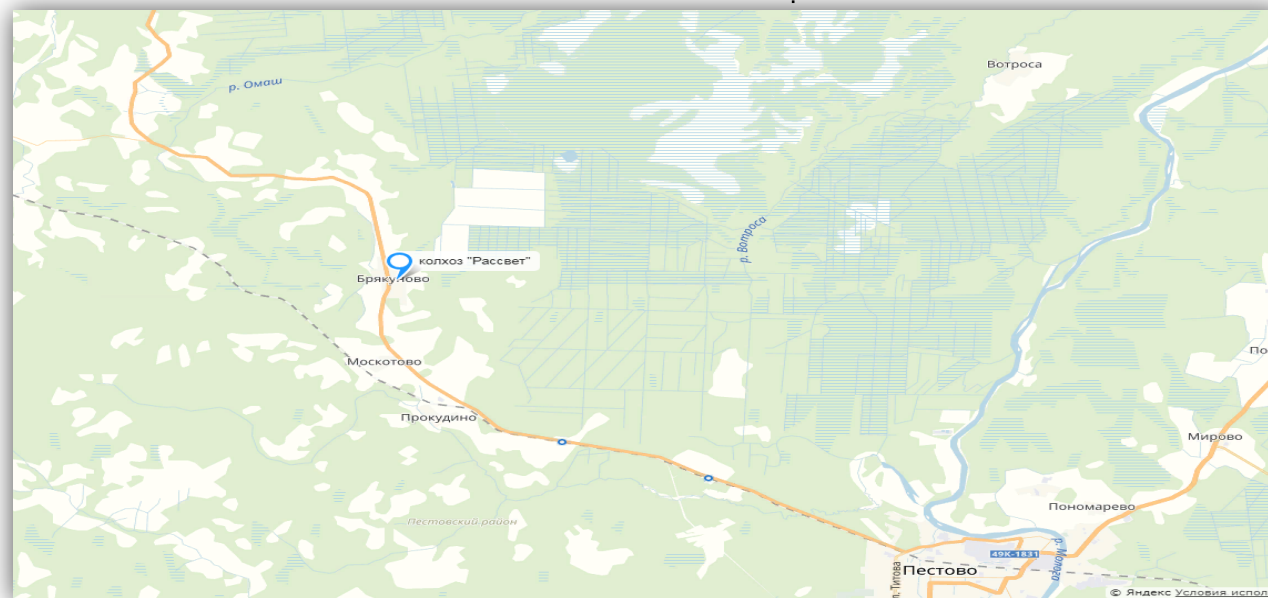 Вотроса
р. Омаш
р. Вотроса
колхоз "Рассвет"
Брякуново
Москотово
По
Прокудино
Мирово
Пономарево
Пестовский район
р. Молога
49К-1831
Пестово
л. Титова
© Яндекс Условия испол